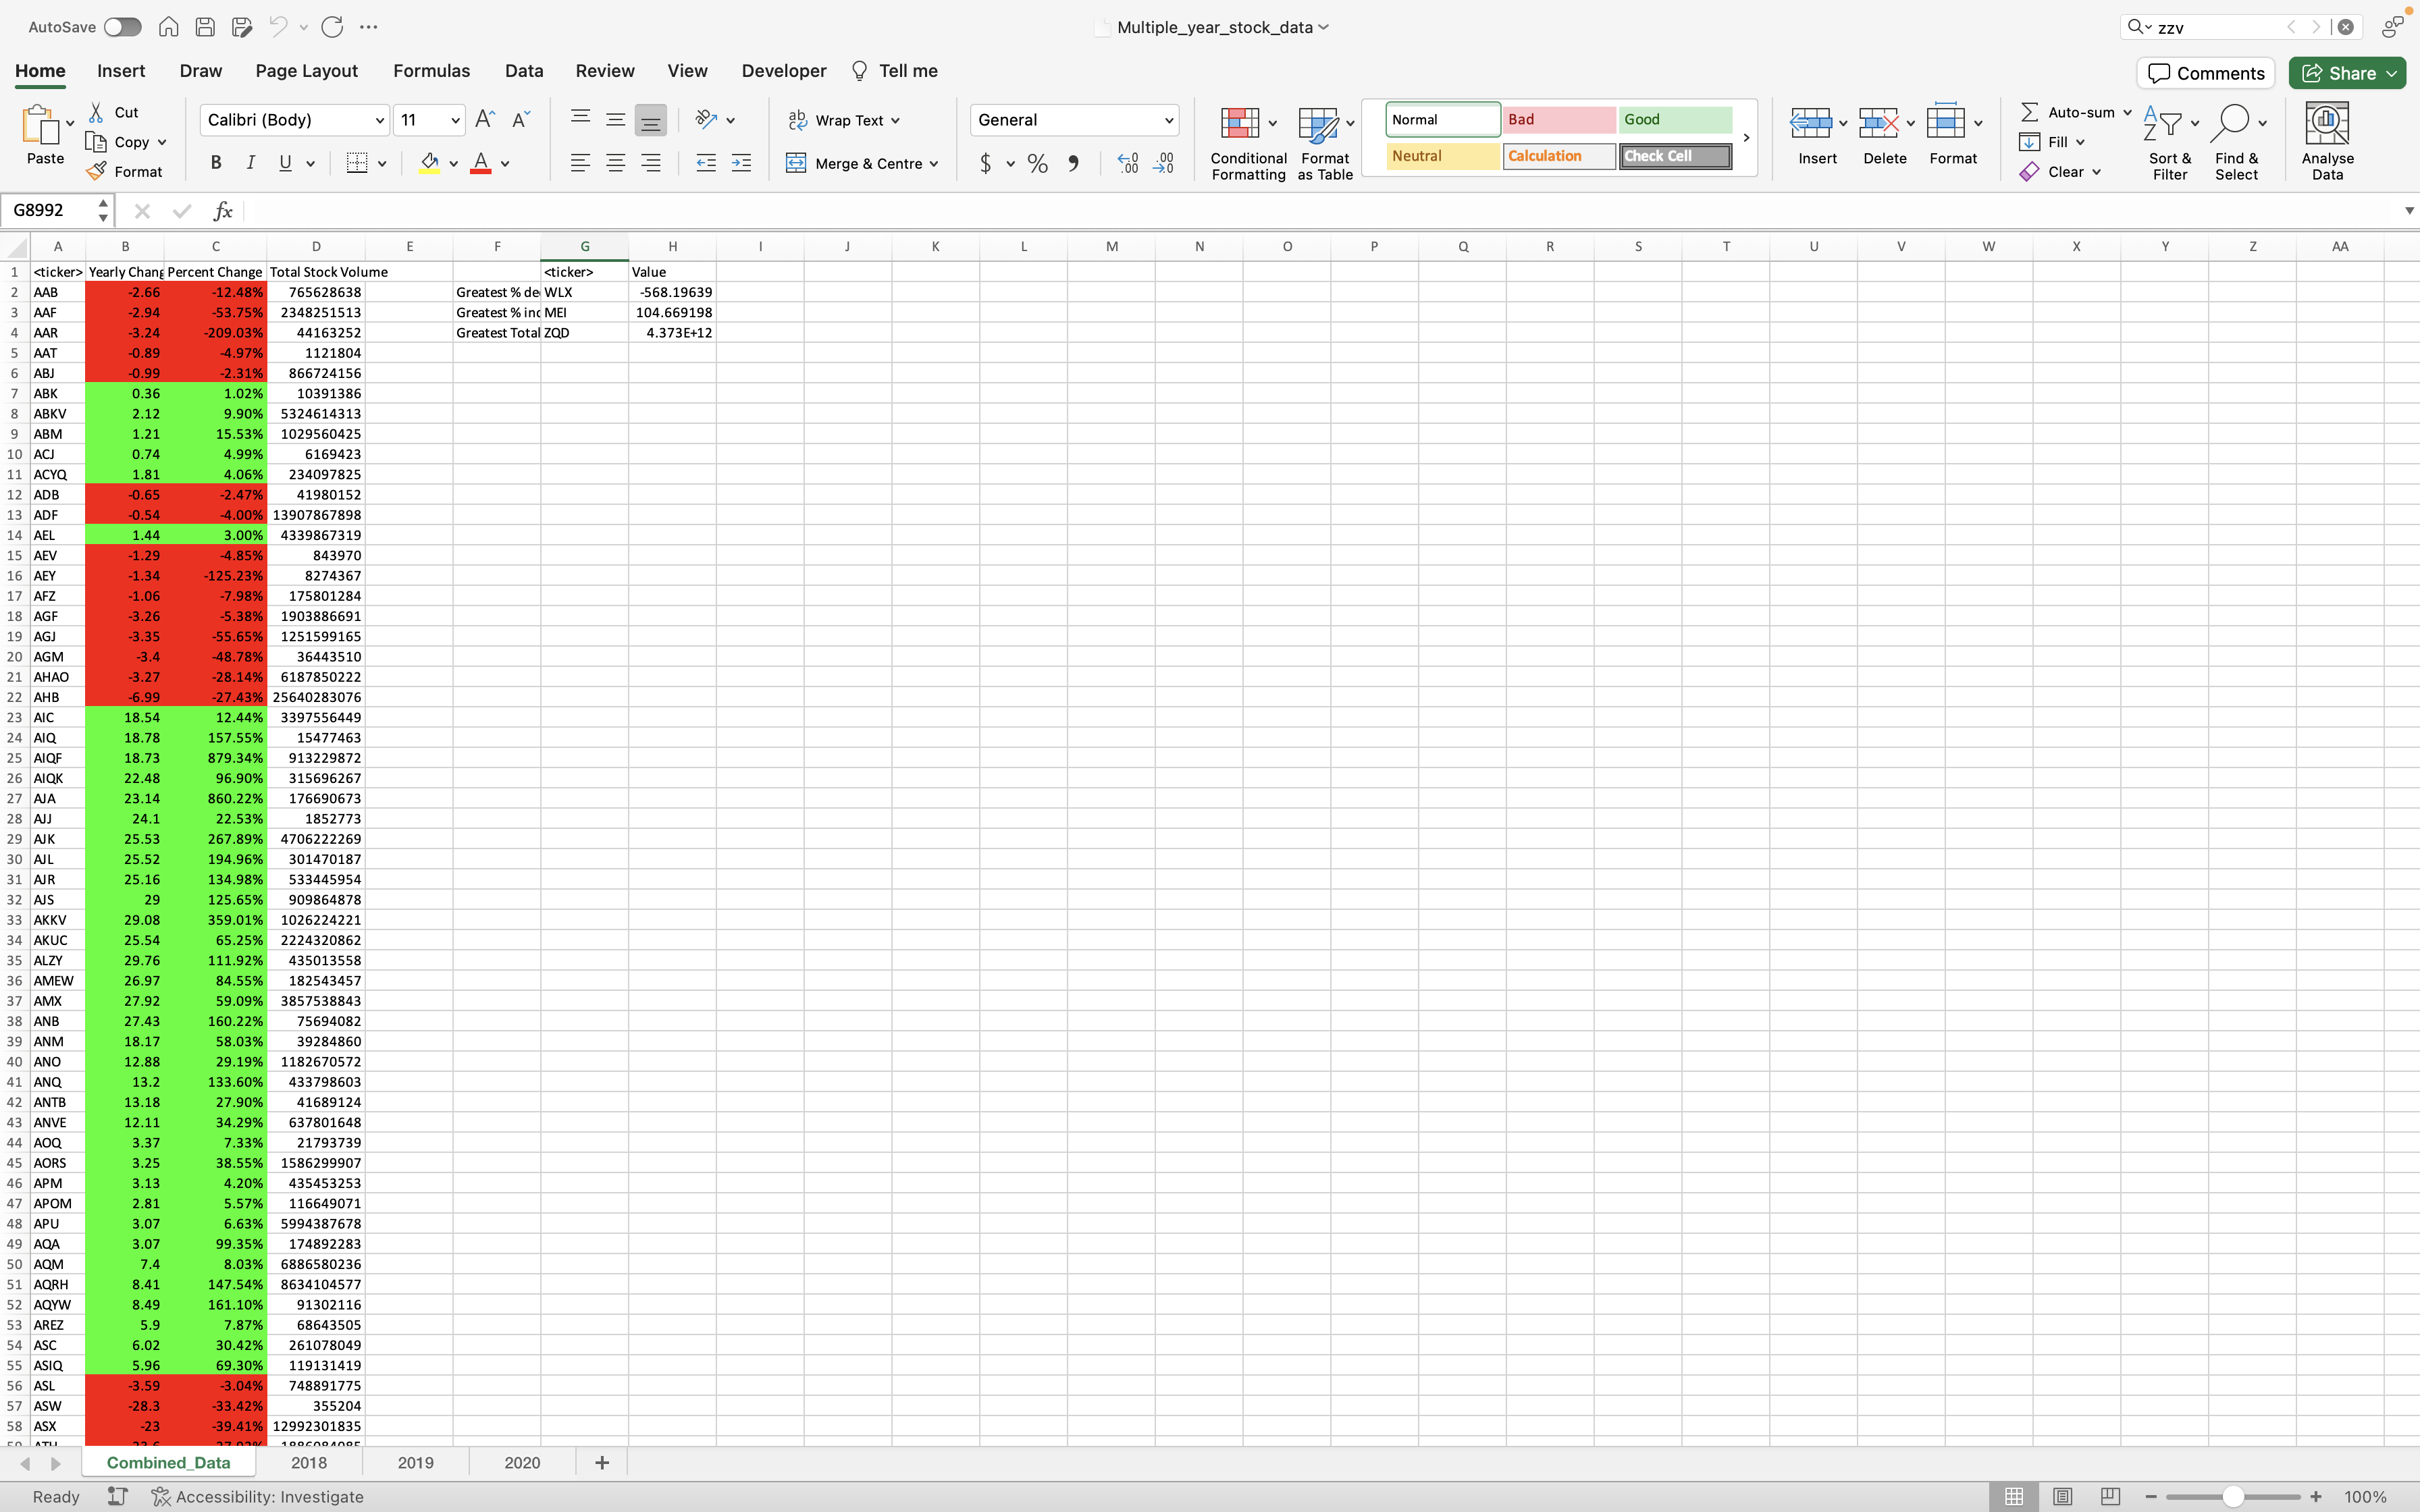 AutoSave
Multiple_year_stock_data
zzv
Home Insert Draw Page Layout Formulas Data Review View Developer Tell me
Comments Share
Paste Cut Copy Format
Calibri (Body) 11
B I U A
Wrap Text
Merge & Centre
General
$ % 9
Conditional Formatting
Format as Table
Normal Bad Good
Neutral Calculation Check Cell
Insert Delete Format
Auto-sum
Fill
Clear
Sort & Filter
Find & Select
Analyse Data
G8992 fx
A B C D E F G H I J K L M N O P Q R S T U V W X Y Z AA
1 <ticker> Yearly Chang Percent Change Total Stock Volume <ticker> Value
2 AAB -2.66 -12.48% 765628638 Greatest % de WLX -568.19639
3 AAF -2.94 -53.75% 2348251513 Greatest % inc MEI 104.669198
4 AAR -3.24 -209.03% 44163252 Greatest Total ZQD 4.373E+12
5 AAT -0.89 -4.97% 1121804
6 ABJ -0.99 -2.31% 866724156
7 ABK 0.36 1.02% 10391386
8 ABKV 2.12 9.90% 5324614313
9 ABM 1.21 15.53% 1029560425
10 ACJ 0.74 4.99% 6169423
11 ACYQ 1.81 4.06% 234097825
12 ADB -0.65 -2.47% 41980152
13 ADF -0.54 -4.00% 13907867898
14 AEL 1.44 3.00% 4339867319
15 AEV -1.29 -4.85% 843970
16 AEY -1.34 -125.23% 8274367
17 AFZ -1.06 -7.98% 175801284
18 AGF -3.26 -5.38% 1903886691
19 AGJ -3.35 -55.65% 1251599165
20 AGM -3.4 -48.78% 36443510
21 AHAO -3.27 -28.14% 6187850222
22 AHB -6.99 -27.43% 25640283076
23 AIC 18.54 12.44% 3397556449
24 AIQ 18.78 157.55% 15477463
25 AIQF 18.73 879.34% 913229872
26 AIQK 22.48 96.90% 315696267
27 AJA 23.14 860.22% 176690673
28 AJJ 24.1 22.53% 1852773
29 AJK 25.53 267.89% 4706222269
30 AJL 25.52 194.96% 301470187
31 AJR 25.16 134.98% 533445954
32 AJS 29 125.65% 909864878
33 AKKV 29.08 359.01% 1026224221
34 AKUC 25.54 65.25% 2224320862
35 ALZY 29.76 111.92% 435013558
36 AMEW 26.97 84.55% 182543457
37 AMX 27.92 59.09% 3857538843
38 ANB 27.43 160.22% 75694082
39 ANM 18.17 58.03% 39284860
40 ANO 12.88 29.19% 1182670572
41 ANQ 13.2 133.60% 433798603
42 ANTB 13.18 27.90% 41689124
43 ANVE 12.11 34.29% 637801648
44 AOQ 3.37 7.33% 21793739
45 AORS 3.25 38.55% 1586299907
46 APM 3.13 4.20% 435453253
47 APOM 2.81 5.57% 116649071
48 APU 3.07 6.63% 5994387678
49 AQA 3.07 99.35% 174892283
50 AQM 7.4 8.03% 6886580236
51 AQRH 8.41 147.54% 8634104577
52 AQYW 8.49 161.10% 91302116
53 AREZ 5.9 7.87% 68643505
54 ASC 6.02 30.42% 261078049
55 ASIQ 5.96 69.30% 119131419
56 ASL -3.59 -3.04% 748891775
57 ASW -28.3 -33.42% 355204
58 ASX -23 -39.41% 12992301835
Combined_Data 2018 2019 2020 +
Ready Accessibility: Investigate 100%